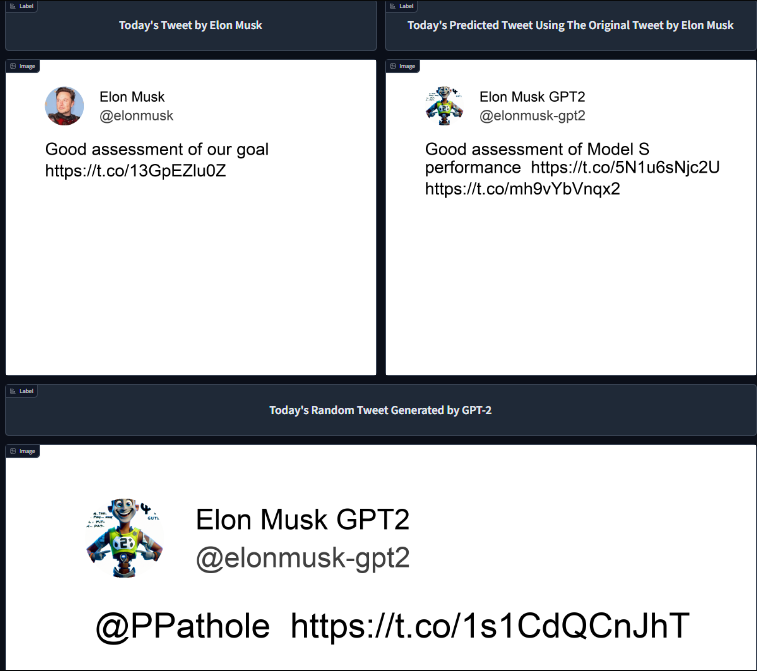 Label
Today's Tweet by Elon Musk
Label
Today's Predicted Tweet Using The Original Tweet by Elon Musk
Image
Elon Musk
@elonmusk
Good assessment of our goal
https://t.co/13GpEZlu0Z
Image
Elon Musk GPT2
@elonmusk-gpt2
Good assessment of Model S
performance  https://t.co/5N1u6sNjc2U
https://t.co/mh9vYbVnqx2
Label
Today's Random Tweet Generated by GPT-2
Image
Elon Musk GPT2
@elonmusk-gpt2
@PPathole  https://t.co/1s1CdQCnJhT